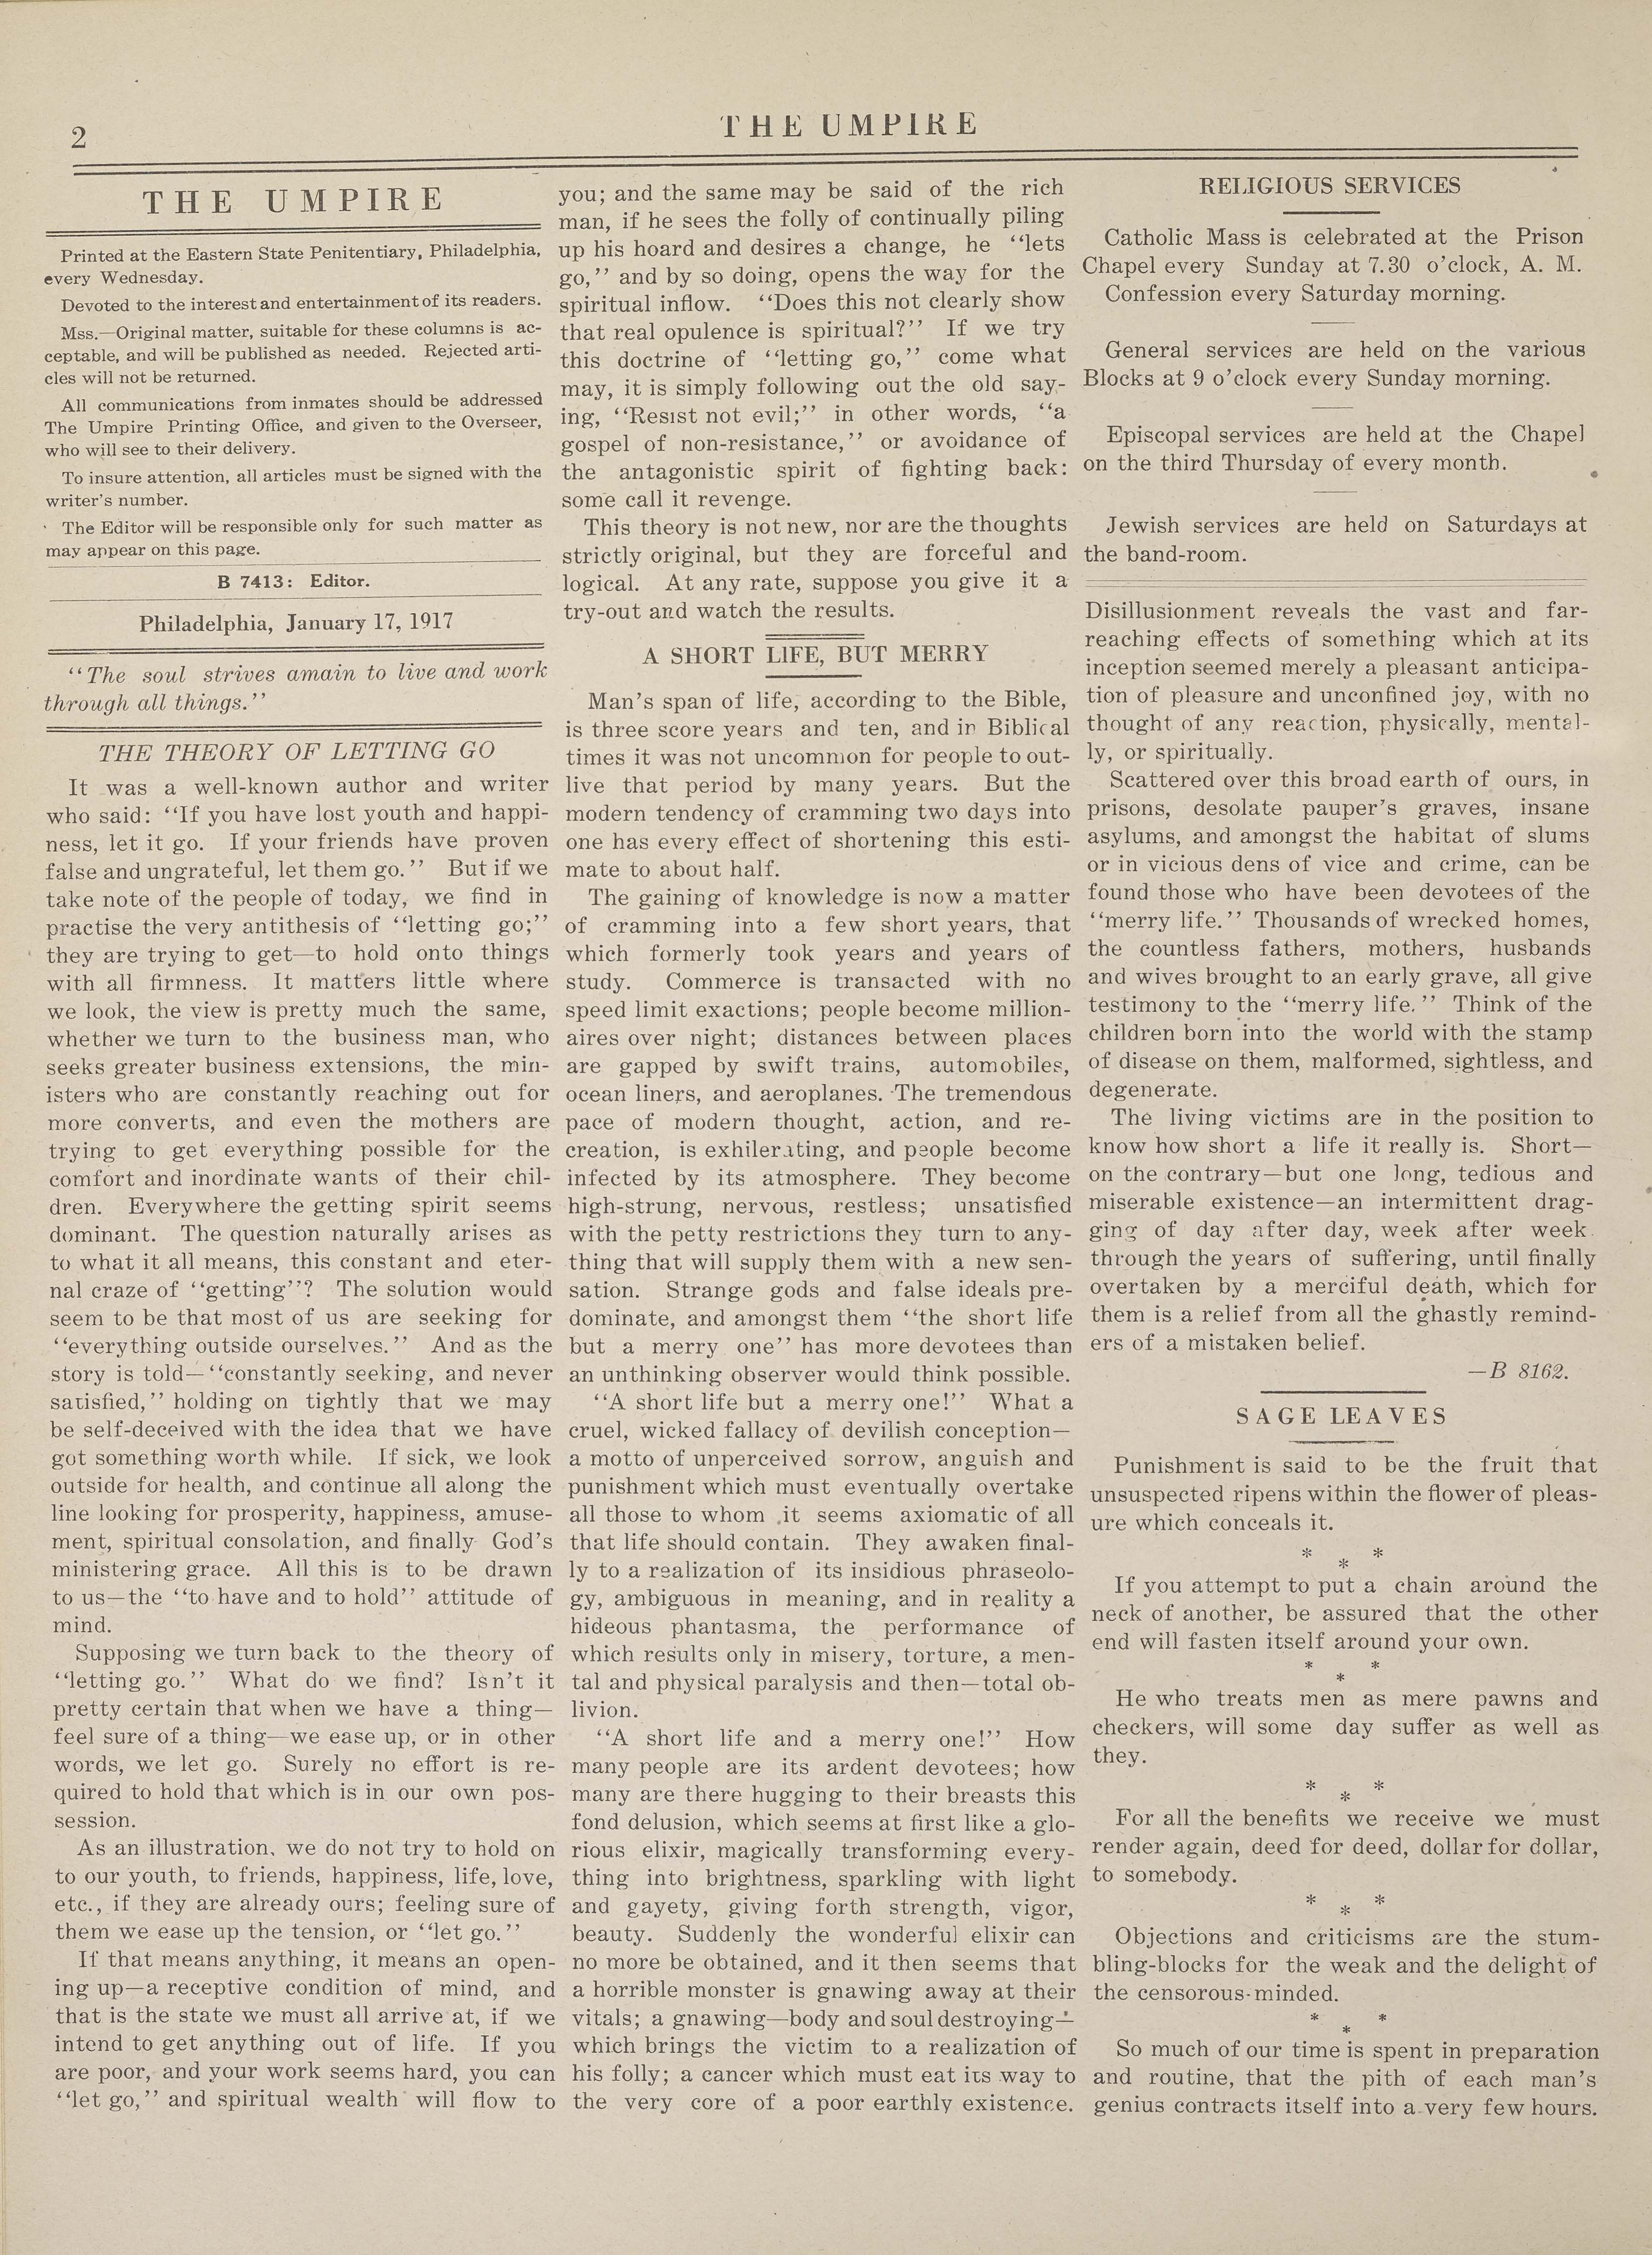 2
THE UMPIRE
THE UMPIRE
Printed at the Eastern State Penitentiary, Philadelphia,
every Wednesday.
Devoted to the interest and entertainment of its readers.
Mss.—Original matter, suitable for these columns is ac-
ceptable, and will be published as needed. Rejected arti-
cles will not be returned.
All communications from inmates should be addressed
The Umpire Printing Office, and given to the Overseer,
who will see to their delivery.
To insure attention, all articles must be signed with the
writer's number.
The Editor will be responsible only for such matter as
may appear on this page.
B 7413: Editor.
Philadelphia, January 17, 1917
"The soul strives amain to live and work
through all things."
THE THEORY OF LETTING GO
It was a well-known author and writer
who said: "If you have lost youth and happi-
ness, let it go. If your friends have proven
false and ungrateful, let them go." But if we
take note of the people of today, we find in
practise the very antithesis of "letting go;"
they are trying to get—to hold onto things
with all firmness. It matters little where
we look, the view is pretty much the same,
whether we turn to the business man, who
seeks greater business extensions, the min-
isters who are constantly reaching out for
more converts, and even the mothers are
trying to get everything possible for the
comfort and inordinate wants of their chil-
dren. Everywhere the getting spirit seems
dominant. The question naturally arises as
to what it all means, this constant and eter-
nal craze of "getting"? The solution would
seem to be that most of us are seeking for
"everything outside ourselves." And as the
story is told—"constantly seeking, and never
satisfied," holding on tightly that we may
be self-deceived with the idea that we have
got something worth while. If sick, we look
outside for health, and continue all along the
line looking for prosperity, happiness, amuse-
ment, spiritual consolation, and finally God's
ministering grace. All this is to be drawn
to us—the "to have and to hold" attitude of
mind.
Supposing we turn back to the theory of
"letting go." What do we find? Isn't it
pretty certain that when we have a thing—
feel sure of a thing—we ease up, or in other
words, we let go. Surely no effort is re-
quired to hold that which is in our own pos-
session.
As an illustration, we do not try to hold on
to our youth, to friends, happiness, life, love,
etc., if they are already ours; feeling sure of
them we ease up the tension, or "let go."
If that means anything, it means an open-
ing up—a receptive condition of mind, and
that is the state we must all arrive at, if we
intend to get anything out of life. If you
are poor, and your work seems hard, you can
"let go," and spiritual wealth will flow to
you; and the same may be said of the rich
man, if he sees the folly of continually piling
up his hoard and desires a change, he "lets
go," and by so doing, opens the way for the
spiritual inflow. "Does this not clearly show
that real opulence is spiritual?" If we try
this doctrine of "letting go," come what
may, it is simply following out the old say-
ing, "Resist not evil;" in other words, "a
gospel of non-resistance," or avoidance of
the antagonistic spirit of fighting back:
some call it revenge.
This theory is not new, nor are the thoughts
strictly original, but they are forceful and
logical. At any rate, suppose you give it a
try-out and watch the results.
A SHORT LIFE, BUT MERRY
Man's span of life, according to the Bible,
is three score years and ten, and in Biblical
times it was not uncommon for people to out-
live that period by many years. But the
modern tendency of cramming two days into
one has every effect of shortening this esti-
mate to about half.
The gaining of knowledge is now a matter
of cramming into a few short years, that
which formerly took years and years of
study. Commerce is transacted with no
speed limit exactions; people become million-
aires over night; distances between places
are gapped by swift trains, automobiles,
ocean liners, and aeroplanes. The tremendous
pace of modern thought, action, and re-
creation, is exhilerating, and people become
infected by its atmosphere. They become
high-strung, nervous, restless; unsatisfied
with the petty restrictions they turn to any-
thing that will supply them with a new sen-
sation. Strange gods and false ideals pre-
dominate, and amongst them "the short life
but a merry one" has more devotees than
an unthinking observer would think possible.
"A short life but a merry one!" What a
cruel, wicked fallacy of devilish conception—
a motto of unperceived sorrow, anguish and
punishment which must eventually overtake
all those to whom it seems axiomatic of all
that life should contain. They awaken final-
ly to a realization of its insidious phraseolo-
gy, ambiguous in meaning, and in reality a
hideous phantasma, the performance of
which results only in misery, torture, a men-
tal and physical paralysis and then—total ob-
livion.
"A short life and a merry one!" How
many people are its ardent devotees; how
many are there hugging to their breasts this
fond delusion, which seems at first like a glo-
rious elixir, magically transforming every-
thing into brightness, sparkling with light
and gayety, giving forth strength, vigor,
beauty. Suddenly the wonderful elixir can
no more be obtained, and it then seems that
a horrible monster is gnawing away at their
vitals; a gnawing—body and soul destroying—
which brings the victim to a realization of
his folly; a cancer which must eat its way to
the very core of a poor earthly existence.
RELIGIOUS SERVICES
Catholic Mass is celebrated at the Prison
Chapel every Sunday at 7.30 o'clock, A. M.
Confession every Saturday morning.
General services are held on the various
Blocks at 9 o'clock every Sunday morning.
Episcopal services are held at the Chapel
on the third Thursday of every month.
Jewish services are held on Saturdays at
the band-room.
Disillusionment reveals the vast and far-
reaching effects of something which at its
inception seemed merely a pleasant anticipa-
tion of pleasure and unconfined joy, with no
thought of any reaction, physically, mental-
ly, or spiritually.
Scattered over this broad earth of ours, in
prisons, desolate pauper's graves, insane
asylums, and amongst the habitat of slums
or in vicious dens of vice and crime, can be
found those who have been devotees of the
"merry life." Thousands of wrecked homes,
the countless fathers, mothers, husbands
and wives brought to an early grave, all give
testimony to the "merry life." Think of the
children born into the world with the stamp
of disease on them, malformed, sightless, and
degenerate.
The living victims are in the position to
know how short a life it really is. Short—
on the contrary—but one long, tedious and
miserable existence—an intermittent drag-
ging of day after day, week after week
through the years of suffering, until finally
overtaken by a merciful death, which for
them is a relief from all the ghastly remind-
ers of a mistaken belief.
—B 8162.
SAGE LEAVES
Punishment is said to be the fruit that
unsuspected ripens within the flower of pleas-
ure which conceals it.
* * *
If you attempt to put a chain around the
neck of another, be assured that the other
end will fasten itself around your own.
* * *
He who treats men as mere pawns and
checkers, will some day suffer as well as
they.
* * *
For all the benefits we receive we must
render again, deed for deed, dollar for dollar,
to somebody.
* * *
Objections and criticisms are the stum-
bling-blocks for the weak and the delight of
the censorous-minded.
* * *
So much of our time is spent in preparation
and routine, that the pith of each man's
genius contracts itself into a very few hours.